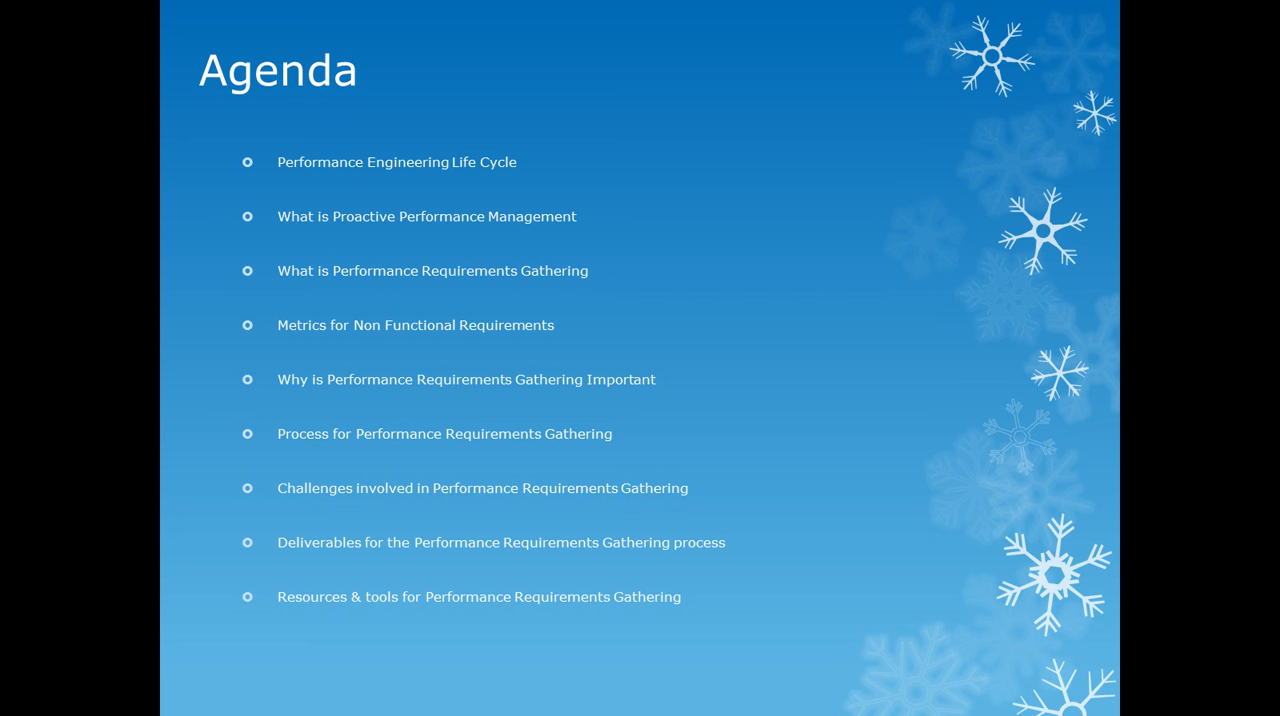 Agenda
Performance Engineering Life Cycle
What is Proactive Performance Management
What is Performance Requirements Gathering
Metrics for Non Functional Requirements
Why is Performance Requirements Gathering Important
Process for Performance Requirements Gathering
Challenges involved in Performance Requirements Gathering
Deliverables for the Performance Requirements Gathering process
Resources & tools for Performance Requirements Gathering